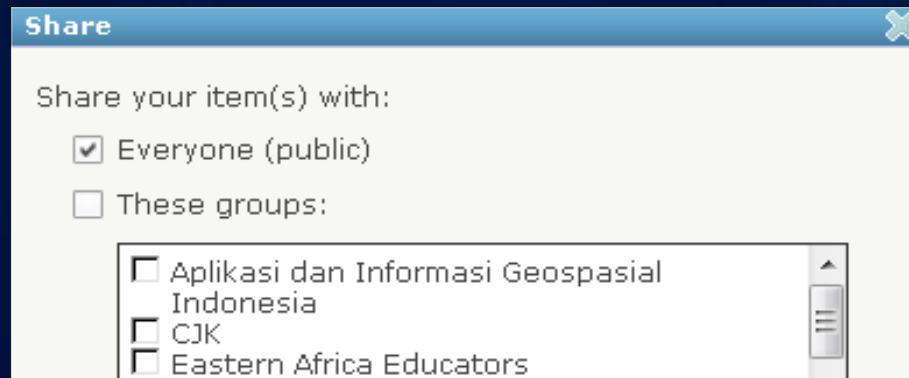 Share
Share your item(s) with:
Everyone (public)
These groups:
Aplikasi dan Informasi Geospasial
Indonesia
CJK
Eastern Africa Educators